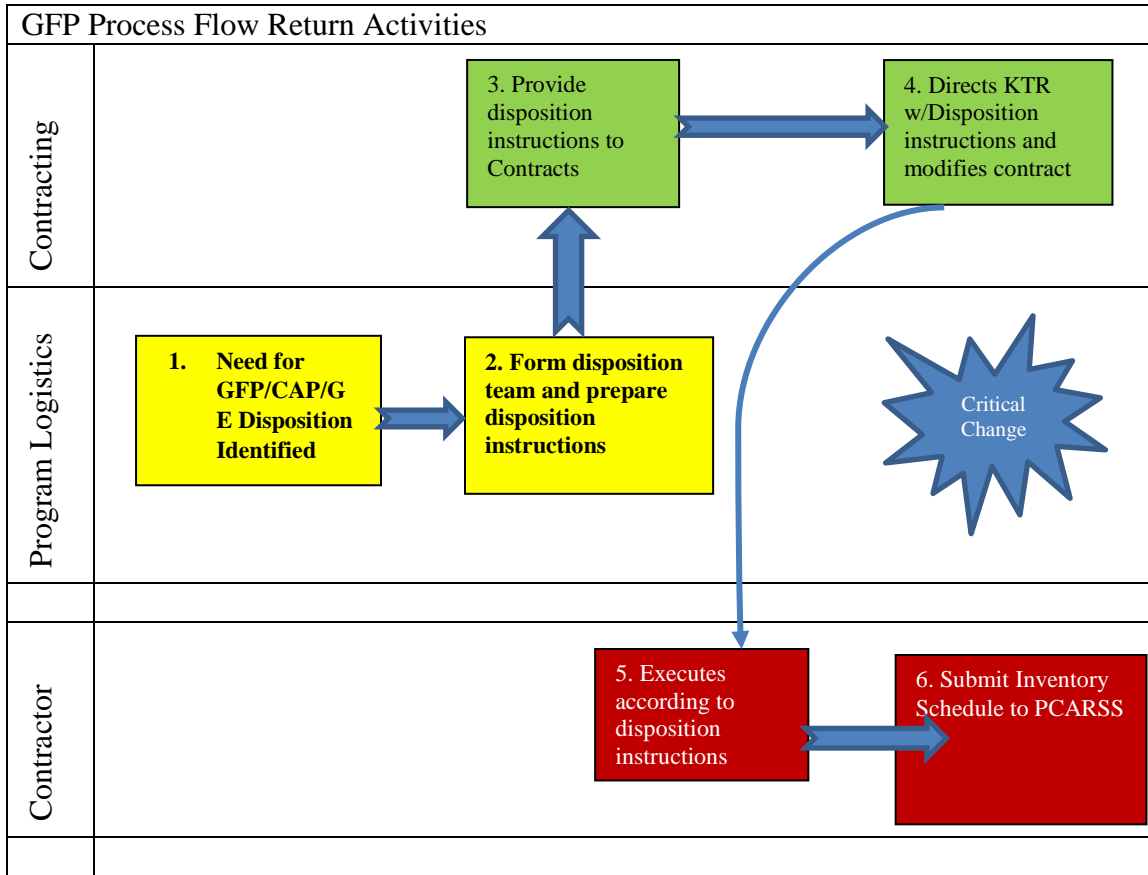 GFP Process Flow Return Activities
Contracting
3. Provide
disposition
instructions to
Contracts
4. Directs KTR
w/Disposition
instructions and
modifies contract
Program Logistics
1. Need for
GFP/CAP/G
E Disposition
Identified
2. Form disposition
team and prepare
disposition
instructions
Critical
Change
Contractor
5. Executes
according to
disposition
instructions
6. Submit Inventory
Schedule to PCARSS